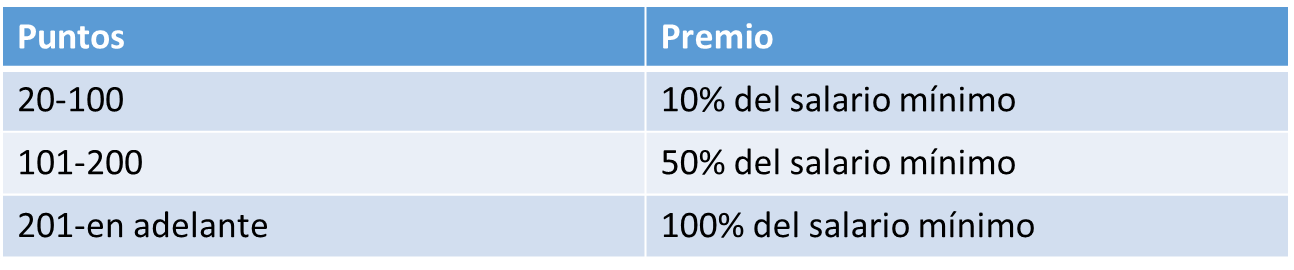 Puntos Premio
20-100 10% del salario mínimo
101-200 50% del salario mínimo
201-en adelante 100% del salario mínimo